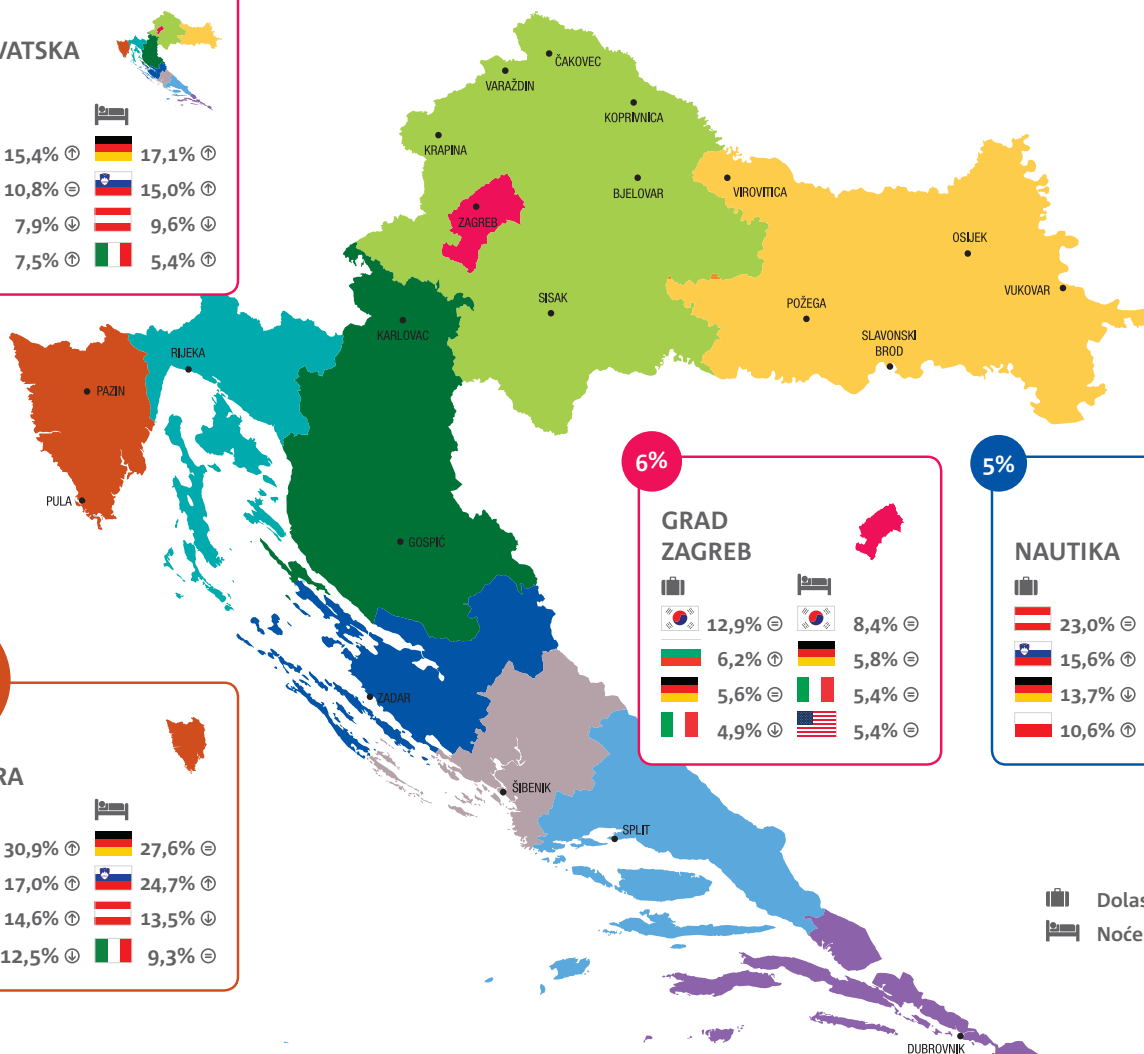 VATSKA
15,4% 17,1%
10,8% 15,0%
7,9% 9,6%
7,5% 5,4%
ČAKOVEC
VARAŽDIN
KOPRIVNICA
KRAPINA
BJELOVAR
VIROVITICA
ZAGREB
OSIJEK
VUKOVAR
SISAK
POŽEGA
SLAVONSKI
BROD
KARLOVAC
RIJEKA
PAZIN
PULA
GOSPIĆ
ZADAR
ŠIBENIK
SPLIT
DUBROVNIK
6%
GRAD
ZAGREB
12,9% 8,4%
6,2% 5,8%
5,6% 5,4%
4,9% 5,4%
5%
NAUTIKA
23,0%
15,6%
13,7%
10,6%
RA
30,9% 27,6%
17,0% 24,7%
14,6% 13,5%
12,5% 9,3%
Dolas
Noće